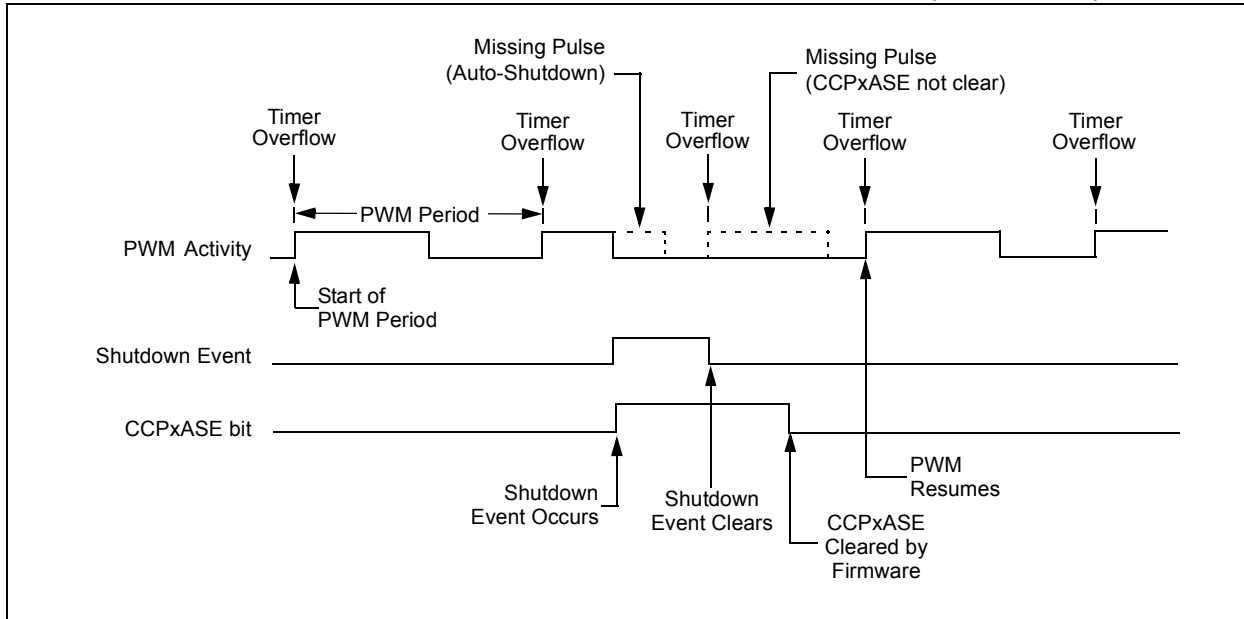 Missing Pulse
(Auto-Shutdown)
Missing Pulse
(CCPxASE not clear)
Timer
Overflow
Timer
Overflow
Timer
Overflow
Timer
Overflow
Timer
Overflow
PWM Period
PWM Activity
Start of
PWM Period
Shutdown Event
CCPxASE bit
Shutdown
Event Occurs
Shutdown
Event Clears
CCPxASE
Cleared by
Firmware
PWM
Resumes